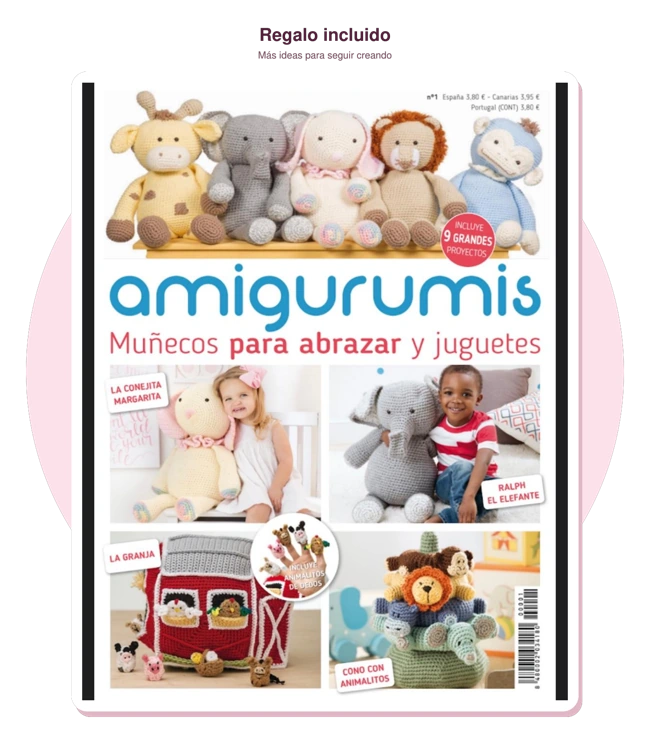 Regalo incluido
Más ideas para seguir creando
nº1 España 3,80 € - Canarias 3,95 €
Portugal (CONT) 3,80 €
INCLUYE
9 GRANDES
PROYECTOS
amigurumis
Muñecos para abrazar y juguetes
LA CONEJITA
MARGARITA
RALPH
EL ELEFANTE
LA GRANJA
INCLUYE
ANIMALITOS
DE DEDOS
CONO CON
ANIMALITOS
00001